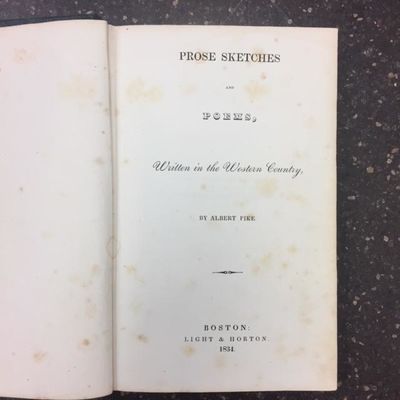 PROSE SKETCHES
AND
POEMS,
Written in the Western Country,
BY ALBERT PIKE.
BOSTON:
LIGHT & HORTON.
1834.